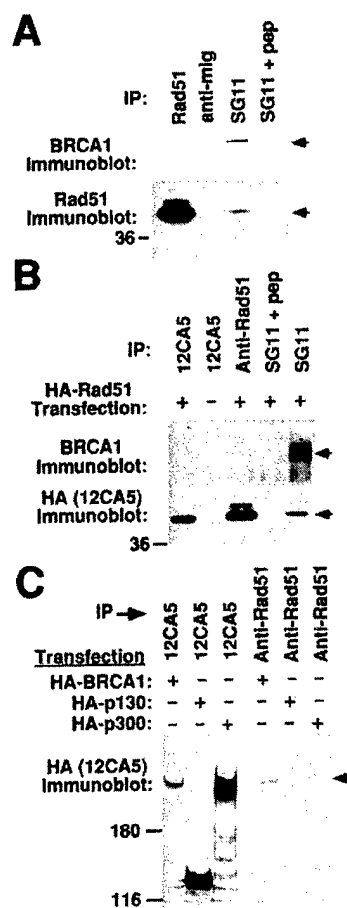 A
IP:
Rad51
anti-mIg
SG11
SG11 + pep
BRCA1
Immunoblot:
Rad51
Immunoblot:
36
B
IP:
12CA5
12CA5
Anti-Rad51
SG11 + pep
SG11
HA-Rad51
Transfection: + - + + +
BRCA1
Immunoblot:
HA (12CA5)
Immunoblot:
36
C
IP
12CA5
12CA5
12CA5
Anti-Rad51
Anti-Rad51
Anti-Rad51
Transfection
HA-BRCA1: + - - + - -
HA-p130: - + - - + -
HA-p300: - - + - - +
HA (12CA5)
Immunoblot:
180
116